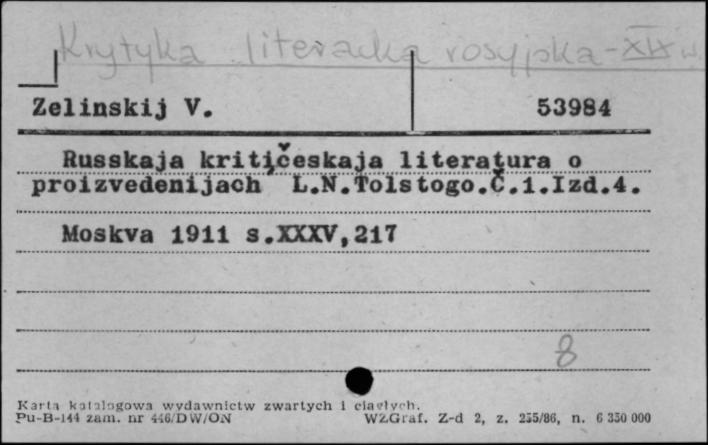 Krytyka literacka rosyjska - XIX w.
Zelinskij V. 53984
Russkaja kritičeskaja literatura o
proizvedenijach L.N.Tolstogo.Č.1.Izd.4.
Moskva 1911 s.XXXV,217
8
Karta katalogowa wydawnictw zwartych i ciągłych.
Pu-B-144 zam. nr 446/DW/ON WZGraf. Z-d 2, z. 255/86, n. 6 350 000